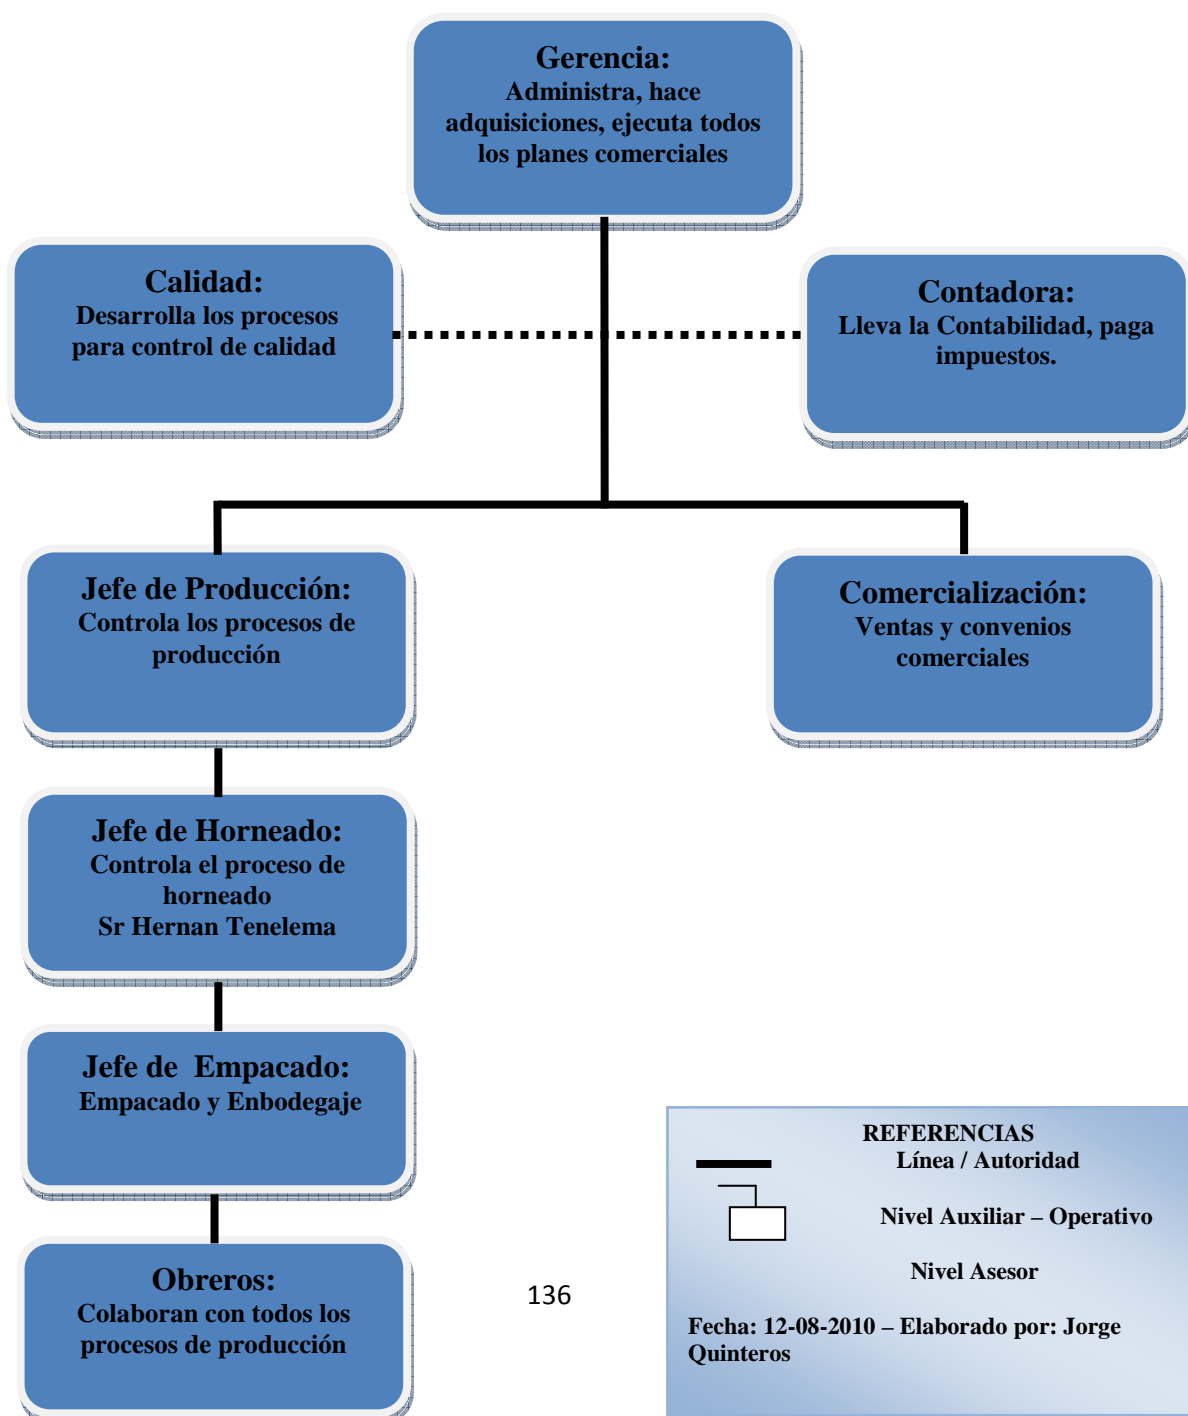 Gerencia:
Administra, hace
adquisiciones, ejecuta todos
los planes comerciales
Calidad:
Desarrolla los procesos
para control de calidad
Contadora:
Lleva la Contabilidad, paga
impuestos.
Jefe de Producción:
Controla los procesos de
producción
Comercialización:
Ventas y convenios
comerciales
Jefe de Horneado:
Controla el proceso de
horneado
Sr Hernan Tenelema
Jefe de  Empacado:
Empacado y Enbodegaje
Obreros:
Colaboran con todos los
procesos de producción
136
REFERENCIAS
Línea / Autoridad
Nivel Auxiliar – Operativo
Nivel Asesor
Fecha: 12-08-2010 – Elaborado por: Jorge
Quinteros